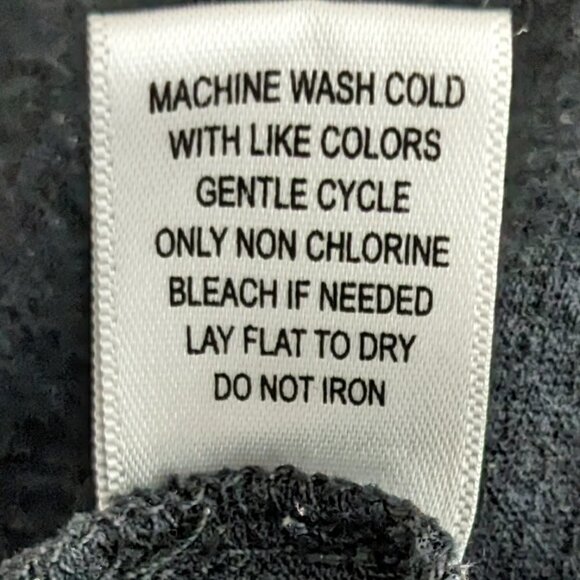 MACHINE WASH COLD
WITH LIKE COLORS
GENTLE CYCLE
ONLY NON CHLORINE
BLEACH IF NEEDED
LAY FLAT TO DRY
DO NOT IRON